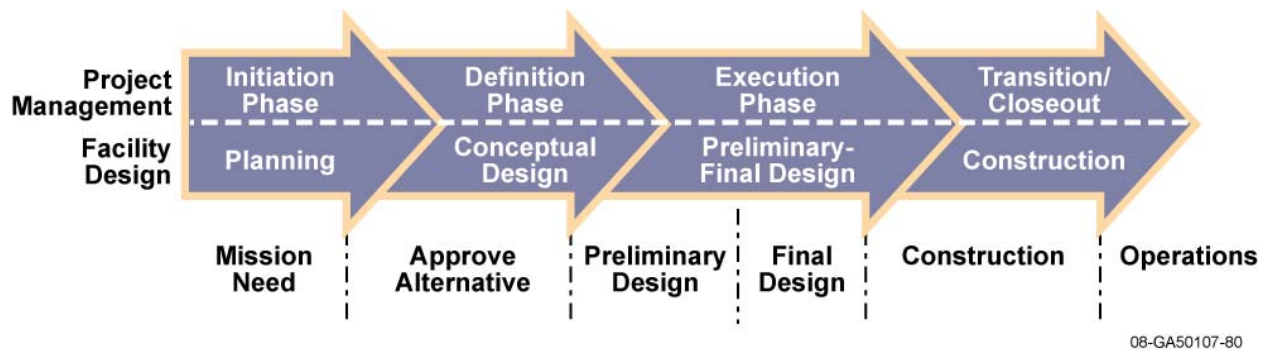 Project
Management
Initiation
Phase
Definition
Phase
Execution
Phase
Transition/
Closeout
Facility
Design
Planning
Conceptual
Design
Preliminary-
Final Design
Construction
Mission
Need
Approve
Alternative
Preliminary
Design
Final
Design
Construction
Operations
08-GA50107-80